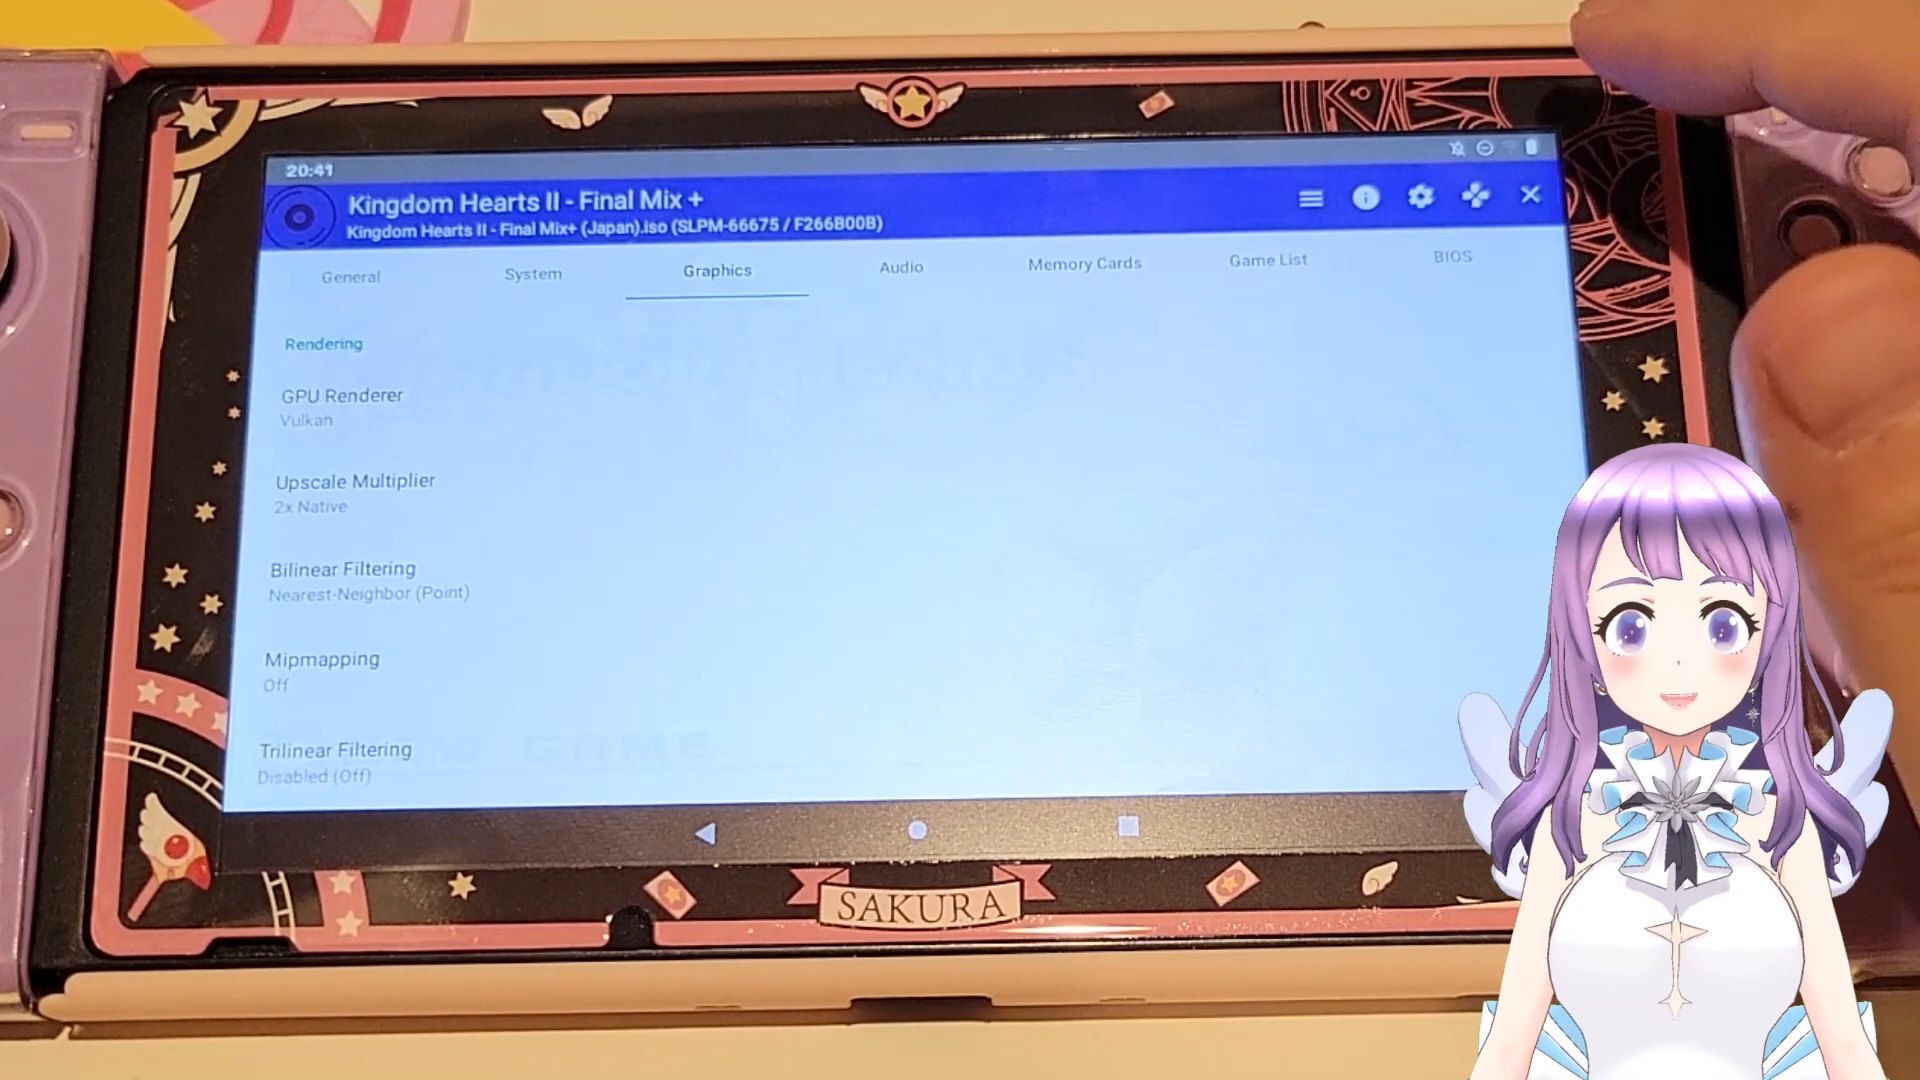 20:41
Kingdom Hearts II - Final Mix +
Kingdom Hearts II - Final Mix+ (Japan).iso (SLPM-66675 / F266B00B)
General System Graphics Audio Memory Cards Game List BIOS
Rendering
GPU Renderer
Vulkan
Upscale Multiplier
2x Native
Bilinear Filtering
Nearest-Neighbor (Point)
Mipmapping
Off
Trilinear Filtering
Disabled (Off)
GAME
SAKURA